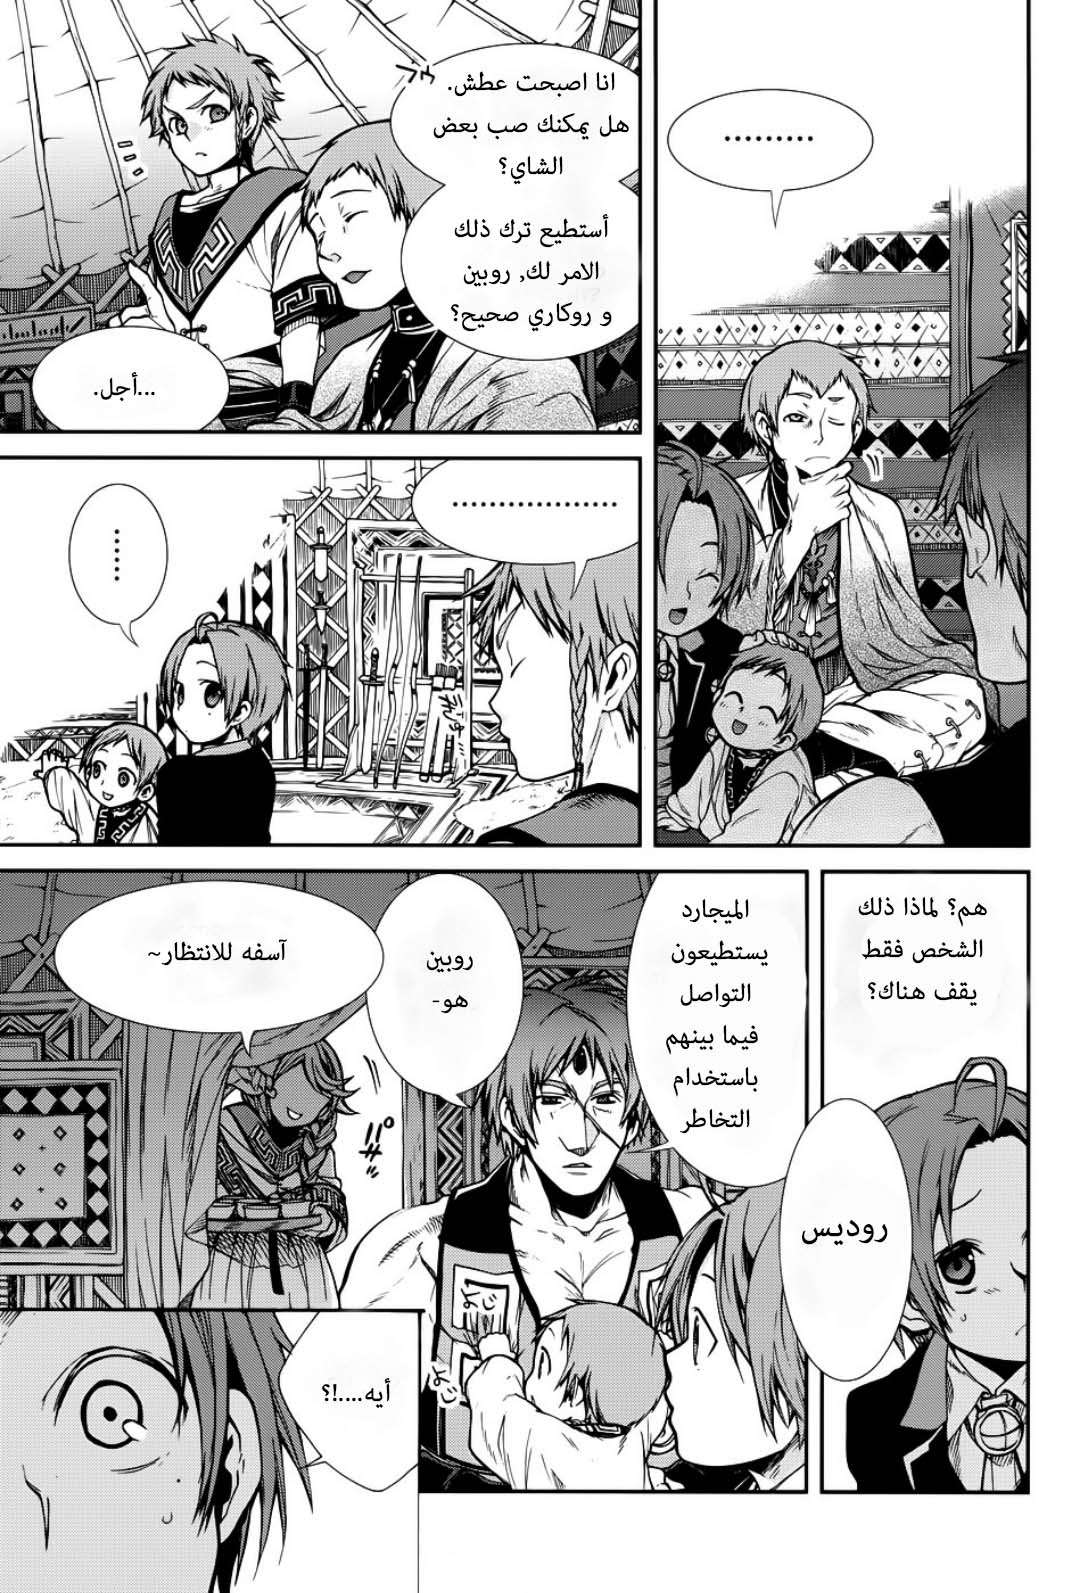 .........
انا اصبحت عطش.
هل يمكنك صب بعض
الشاي؟
أستطيع ترك ذلك
الامر لك, روبين
و روكاري صحيح؟
...أجل.
..................
......
هم؟ لماذا ذلك
الشخص فقط
يقف هناك؟
روديس
الميجارد
يستطيعون
التواصل
فيما بينهم
باستخدام
التخاطر
روبين
هو-
آسفه للانتظار~
أيه....!؟